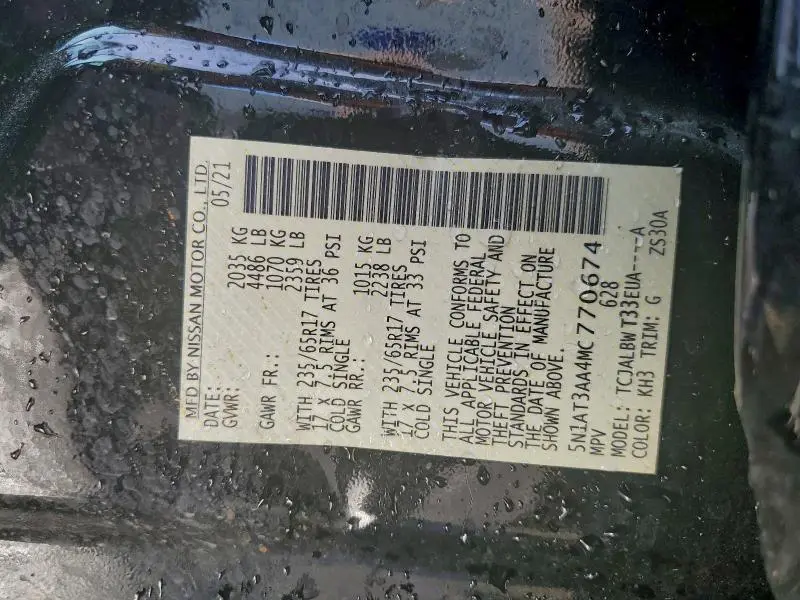 MFD BY NISSAN MOTOR CO., LTD.
DATE: 05/21
GVWR: 2035 KG
4486 LB
GAWR FR.: 1070 KG
2359 LB
WITH 235/65R17 TIRES
17 X 7.5 RIMS AT 36 PSI
COLD SINGLE
GAWR RR.: 1015 KG
2238 LB
WITH 235/65R17 TIRES
17 X 7.5 RIMS AT 33 PSI
COLD SINGLE
THIS VEHICLE CONFORMS TO
ALL APPLICABLE FEDERAL
MOTOR VEHICLE SAFETY AND
THEFT PREVENTION
STANDARDS IN EFFECT ON
THE DATE OF MANUFACTURE
SHOWN ABOVE.
5N1AT3AA4MC770674
MPV 628
MODEL: TCJALBW T33EUA----A
COLOR: KH3 TRIM: G ZS30A